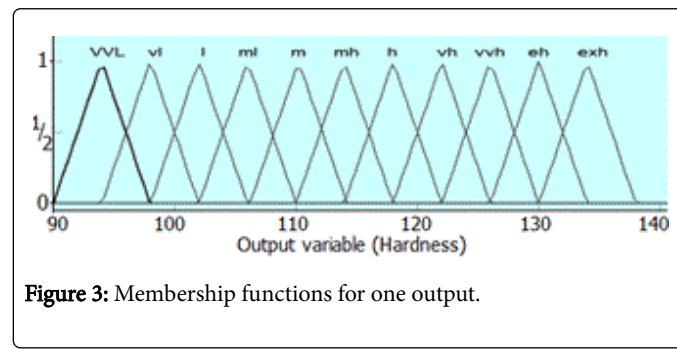 VVL vl l ml m mh h vh vvh eh exh
1
1/2
0
90 100 110 120 122 130 140
Output variable (Hardness)
Figure 3: Membership functions for one output.